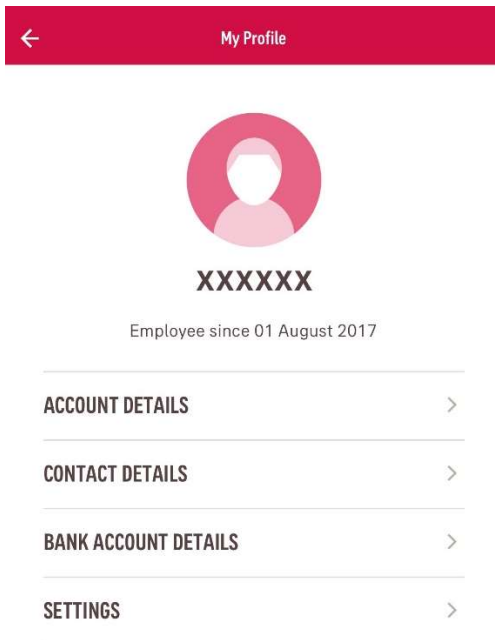 My Profile
XXXXXX
Employee since 01 August 2017
ACCOUNT DETAILS
CONTACT DETAILS
BANK ACCOUNT DETAILS
SETTINGS